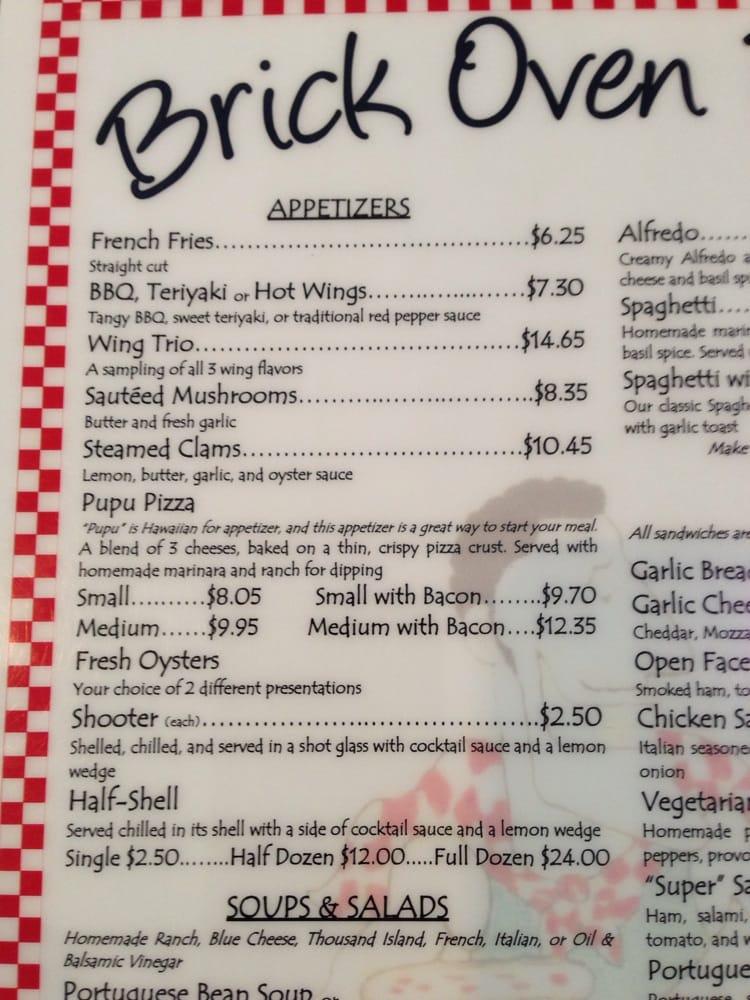 Brick Oven
APPETIZERS
French Fries..............................$6.25
Straight cut
BBQ, Teriyaki or Hot Wings...............$7.30
Tangy BBQ, sweet teriyaki, or traditional red pepper sauce
Wing Trio...............................$14.65
A sampling of all 3 wing flavors
Sautéed Mushrooms......................$8.35
Butter and fresh garlic
Steamed Clams..........................$10.45
Lemon, butter, garlic, and oyster sauce
Pupu Pizza
"Pupu" is Hawaiian for appetizer, and this appetizer is a great way to start your meal.
A blend of 3 cheeses, baked on a thin, crispy pizza crust. Served with
homemade marinara and ranch for dipping
Small..........$8.05 Small with Bacon........$9.70
Medium......$9.95 Medium with Bacon....$12.35
Fresh Oysters
Your choice of 2 different presentations
Shooter (each)................................$2.50
Shelled, chilled, and served in a shot glass with cocktail sauce and a lemon
wedge
Half-Shell
Served chilled in its shell with a side of cocktail sauce and a lemon wedge
Single $2.50........Half Dozen $12.00.....Full Dozen $24.00
SOUPS & SALADS
Homemade Ranch, Blue Cheese, Thousand Island, French, Italian, or Oil &
Balsamic Vinegar
Portuguese Bean Soup or
Alfredo......
Creamy Alfredo
cheese and basil
Spaghetti....
Homemade
basil spice. Served
Spaghetti
Our classic
with garlic toast
Make
All sandwiches
Garlic
Garlic
Cheddar,
Open
Smoked ham,
Chicken
Italian
onion
Homemade
peppers,
"Super"
Ham, salami,
tomato, and